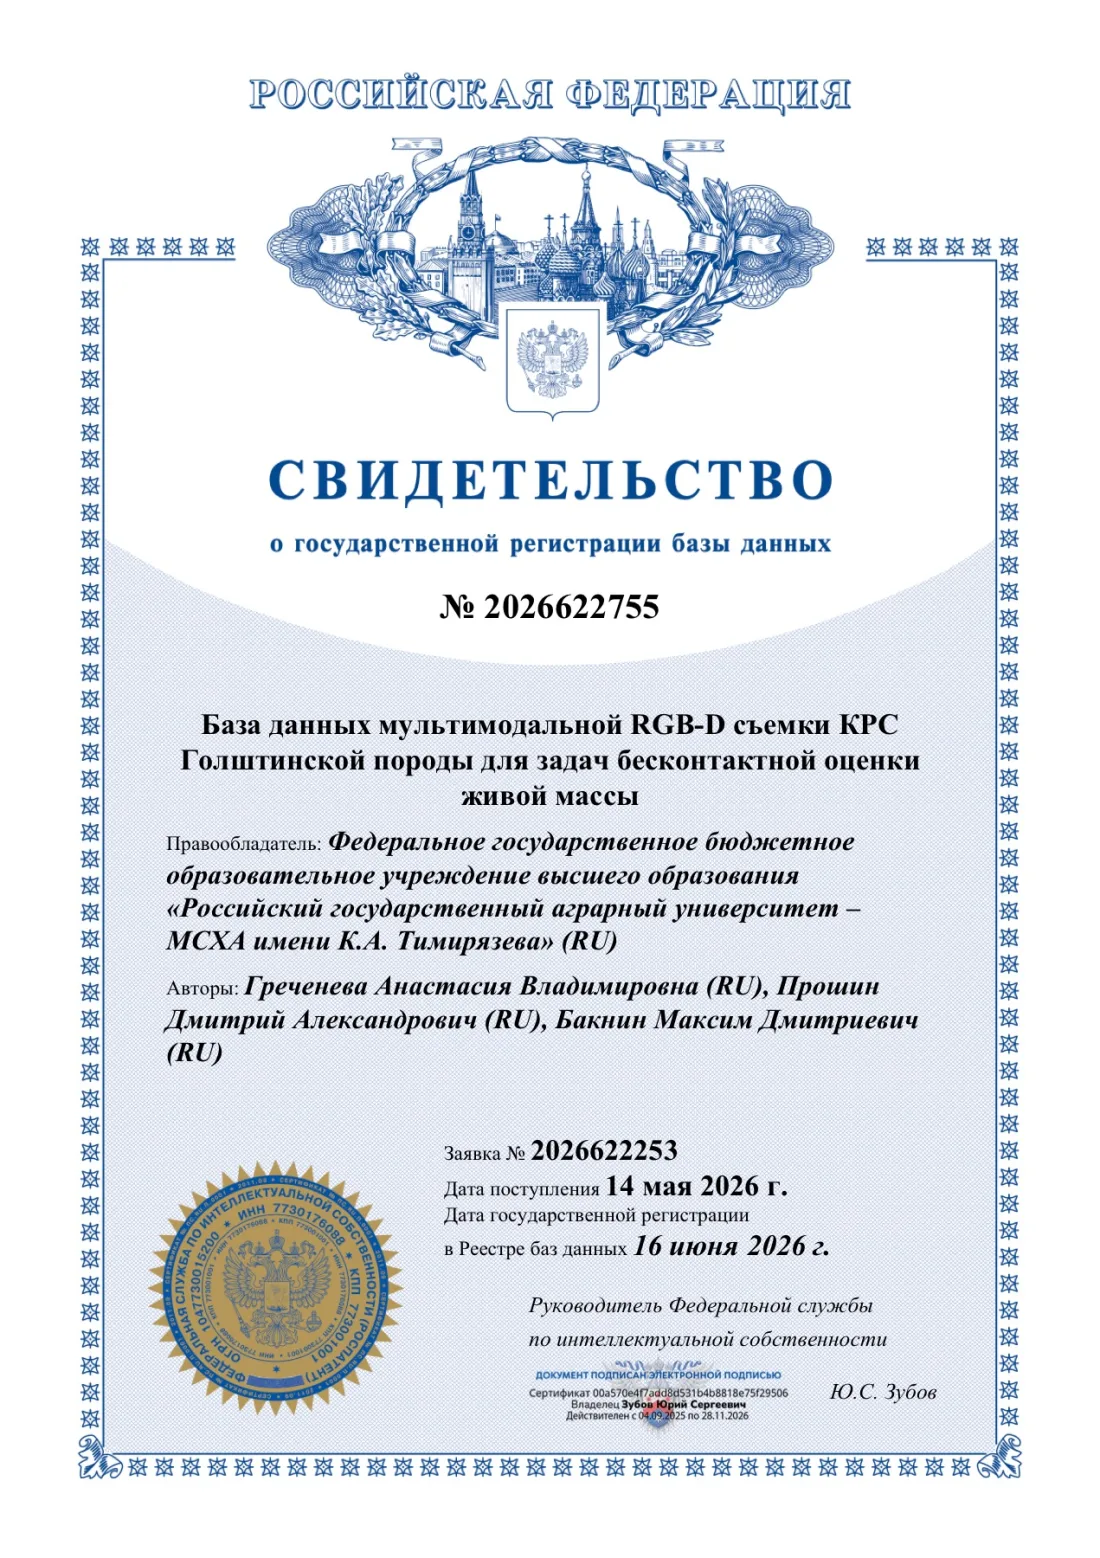 РОССИЙСКАЯ ФЕДЕРАЦИЯ
СВИДЕТЕЛЬСТВО
о государственной регистрации базы данных
№ 2026622755
База данных мультимодальной RGB-D съемки КРС
Голштинской породы для задач бесконтактной оценки
живой массы
Правообладатель: Федеральное государственное бюджетное
образовательное учреждение высшего образования
«Российский государственный аграрный университет –
МСХА имени К.А. Тимирязева» (RU)
Авторы: Греченева Анастасия Владимировна (RU), Прошин
Дмитрий Александрович (RU), Бакнин Максим Дмитриевич
(RU)
Заявка № 2026622253
Дата поступления 14 мая 2026 г.
Дата государственной регистрации
в Реестре баз данных 16 июня 2026 г.
Руководитель Федеральной службы
по интеллектуальной собственности
ДОКУМЕНТ ПОДПИСАН ЭЛЕКТРОННОЙ ПОДПИСЬЮ
Сертификат 00a570e4f7add8d531b4b8818e75f29506
Владелец Зубов Юрий Сергеевич
Действителен с 04.09.2025 по 28.11.2026
Ю.С. Зубов
ФЕДЕРАЛЬНАЯ СЛУЖБА ПО ИНТЕЛЛЕКТУАЛЬНОЙ СОБСТВЕННОСТИ (РОСПАТЕНТ)
ОГРН 1047730015200 * ИНН 7730176088 * КПП 773001001 *